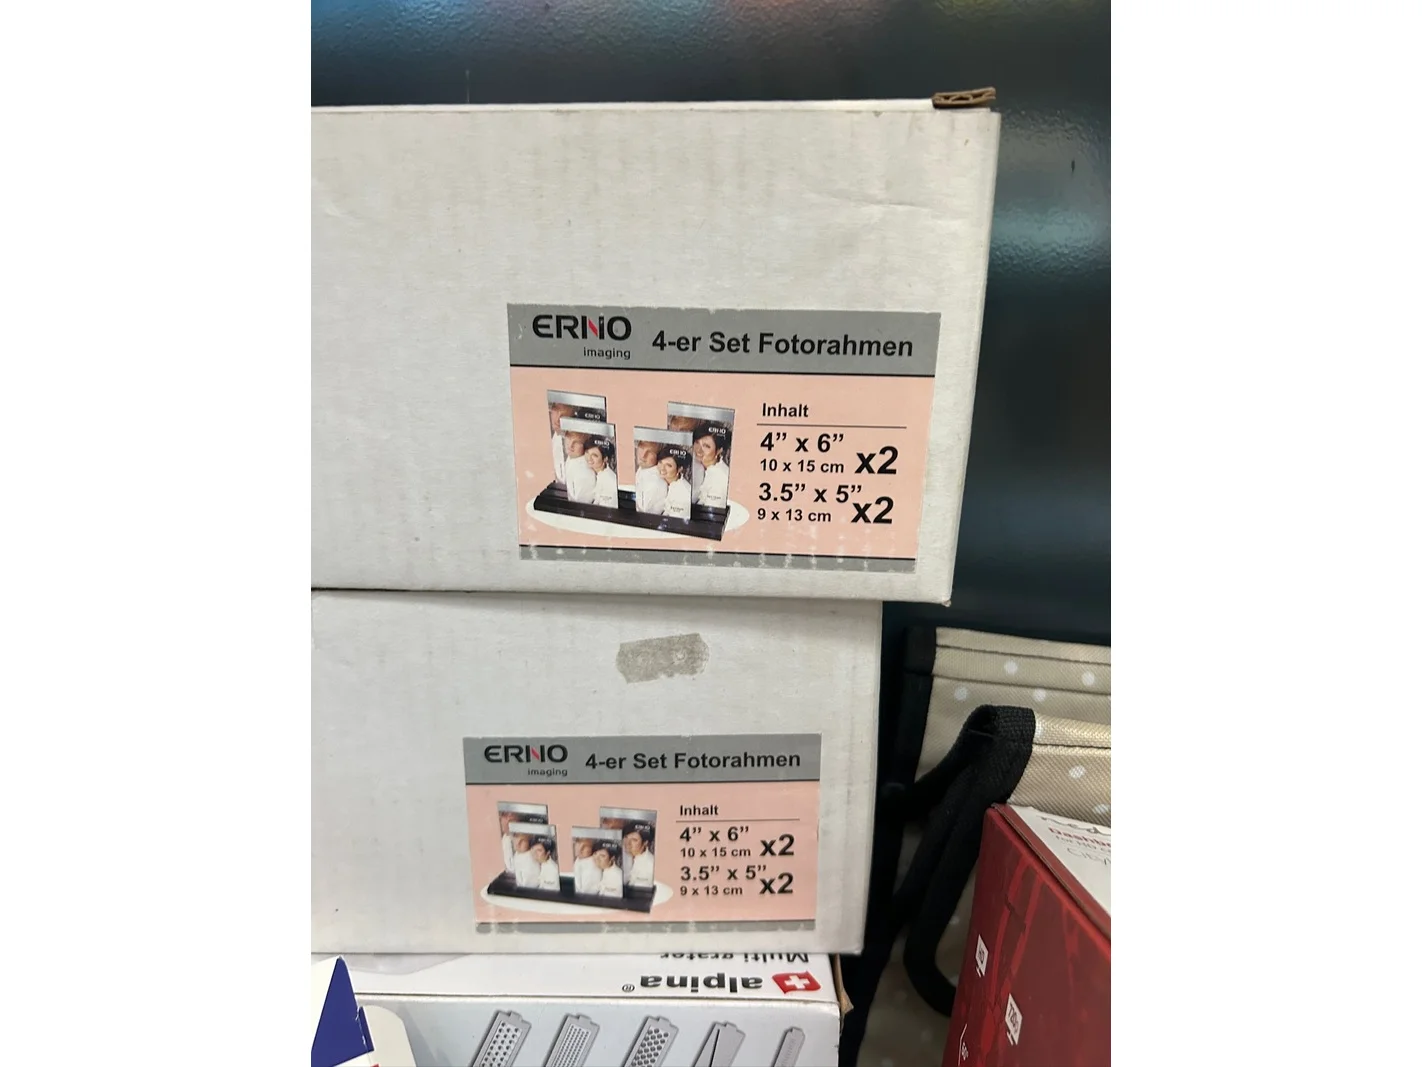 ERNO
imaging
4-er Set Fotorahmen
Inhalt
4” x 6”
10 x 15 cm x2
3.5” x 5”
9 x 13 cm x2
ERNO
imaging
4-er Set Fotorahmen
Inhalt
4” x 6”
10 x 15 cm x2
3.5” x 5”
9 x 13 cm x2
Multi grater
alpina®